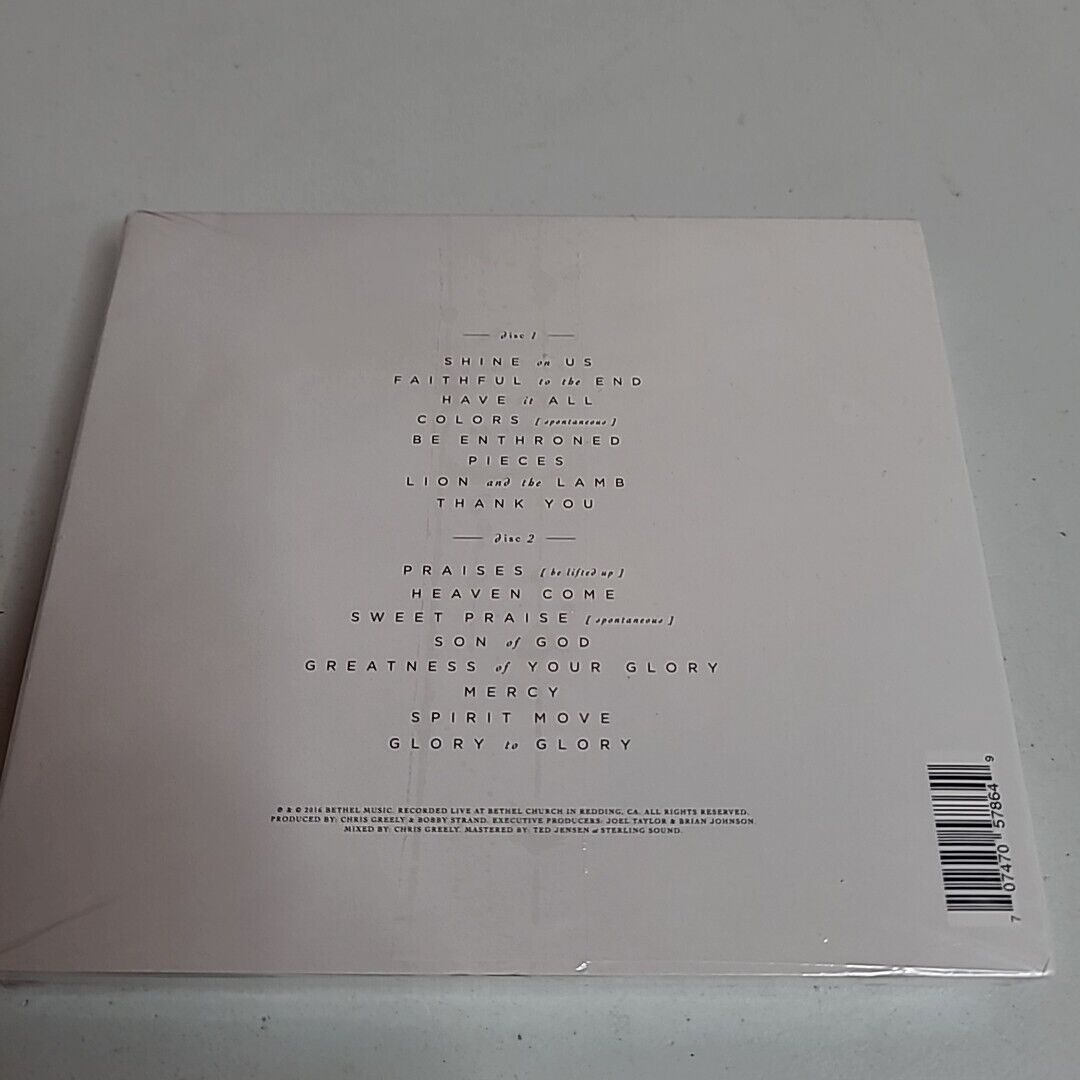 disc 1
SHINE on US
FAITHFUL to the END
HAVE it ALL
COLORS [spontaneous]
BE ENTHRONED
PIECES
LION and the LAMB
THANK YOU
disc 2
PRAISES [be lifted up]
HEAVEN COME
SWEET PRAISE [spontaneous]
SON of GOD
GREATNESS of YOUR GLORY
MERCY
SPIRIT MOVE
GLORY to GLORY
℗ & © 2016 BETHEL MUSIC. RECORDED LIVE AT BETHEL CHURCH IN REDDING, CA. ALL RIGHTS RESERVED.
PRODUCED BY: CHRIS GREELY & BOBBY STRAND. EXECUTIVE PRODUCERS: JOEL TAYLOR & BRIAN JOHNSON.
MIXED BY: CHRIS GREELY. MASTERED BY: TED JENSEN at STERLING SOUND.
7 07470 57864 9